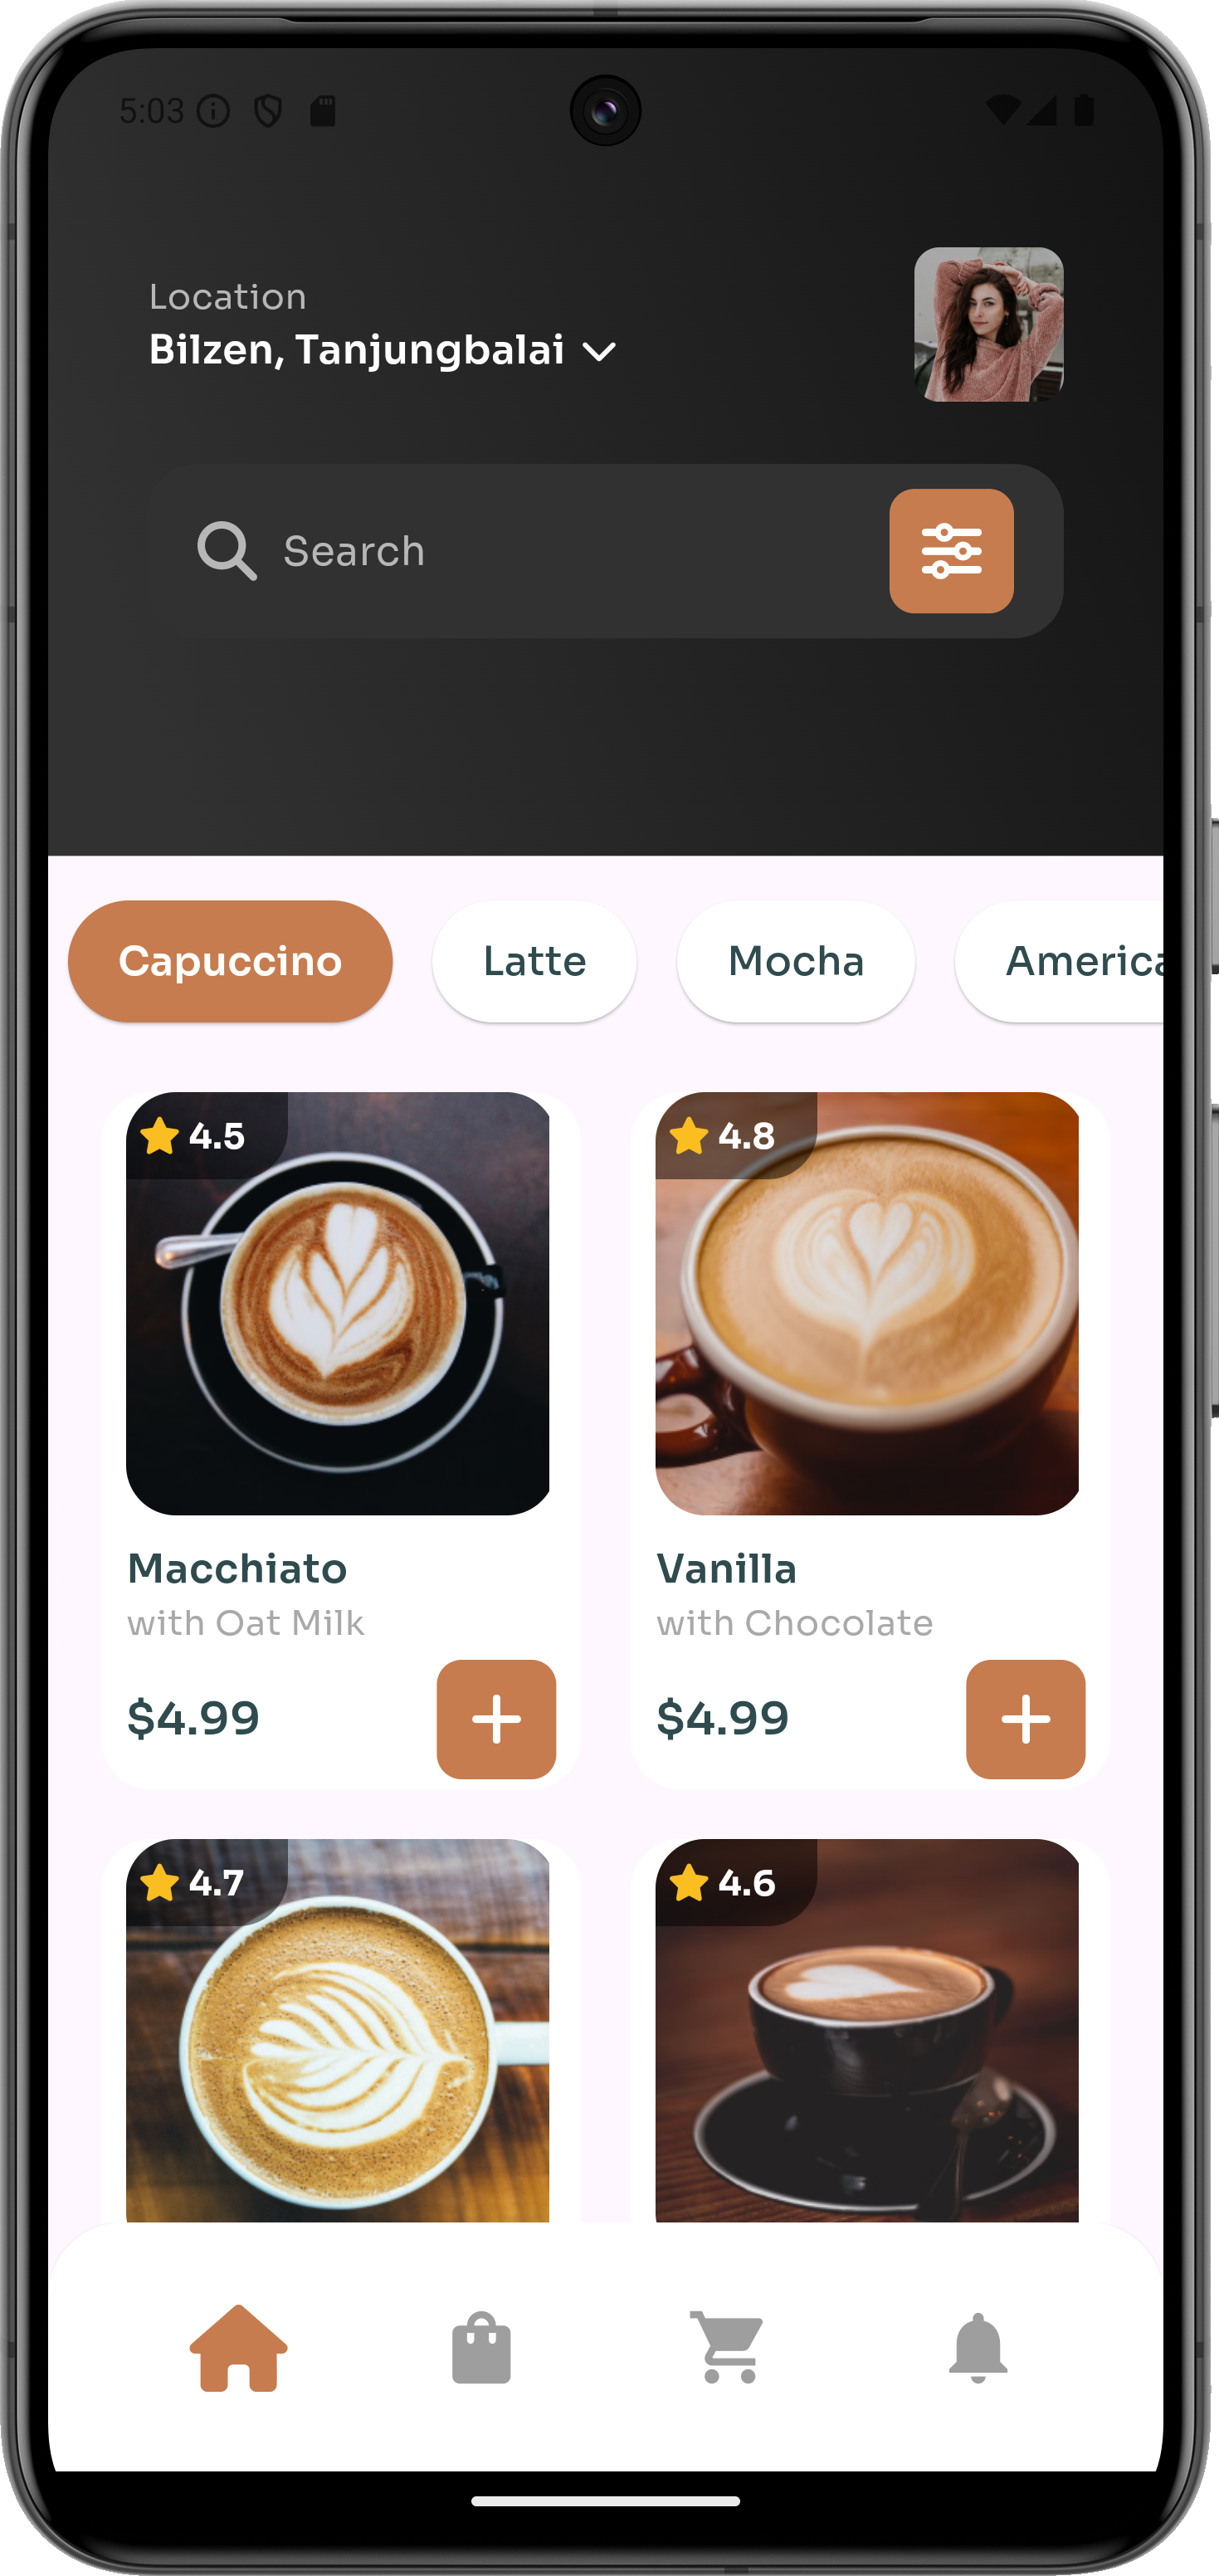 5:03
Location
Bilzen, Tanjungbalai
Search
Capuccino Latte Mocha America
4.5 4.8
Macchiato Vanilla
with Oat Milk with Chocolate
$4.99 $4.99
4.7 4.6